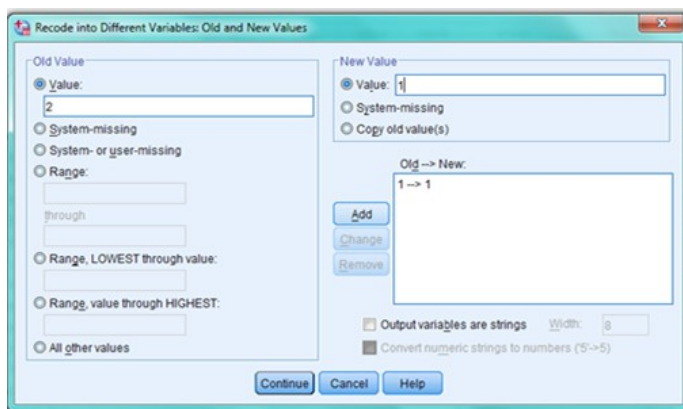 Recode into Different Variables: Old and New Values
Old Value
Value:
2
System-missing
System- or user-missing
Range:
through
Range, LOWEST through value:
Range, value through HIGHEST:
All other values
New Value
Value: 1
System-missing
Copy old value(s)
Old --> New:
1 --> 1
Add
Change
Remove
Output variables are strings Width: 8
Convert numeric strings to numbers ('5'->5)
Continue Cancel Help